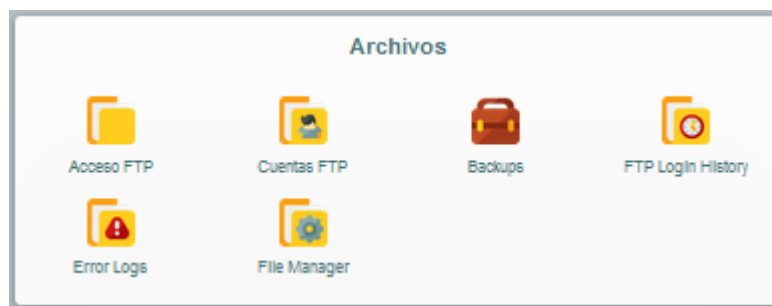 Archivos
Acceso FTP
Cuentas FTP
Backups
FTP Login History
Error Logs
File Manager